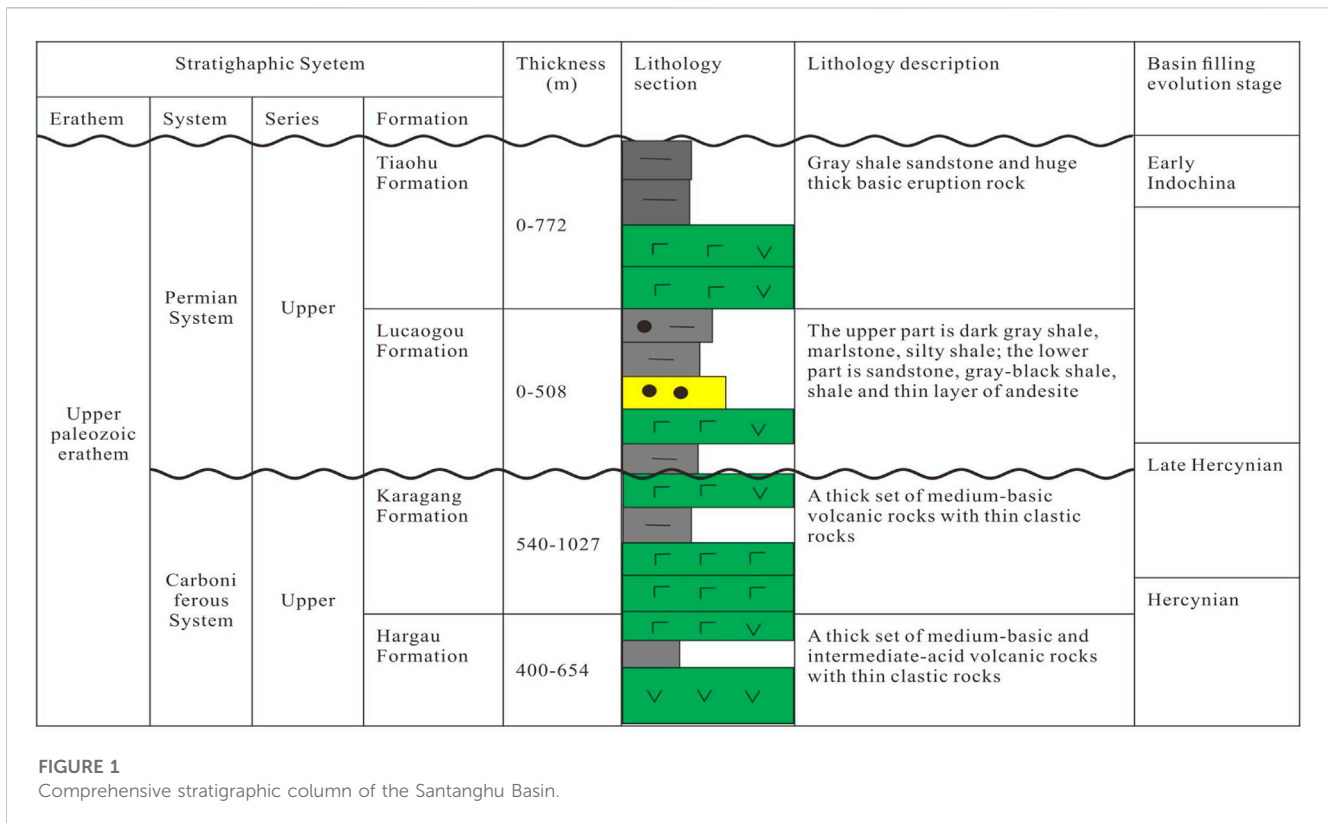 Stratighaphic Syetem
Thickness
(m)
Lithology
section
Lithology description
Basin filling
evolution stage
Erathem
System
Series
Formation
Upper
paleozoic
erathem
Permian
System
Upper
Tiaohu
Formation
0-772
Gray shale sandstone and huge
thick basic eruption rock
Early
Indochina
Lucaogou
Formation
0-508
The upper part is dark gray shale,
marlstone, silty shale; the lower
part is sandstone, gray-black shale,
shale and thin layer of andesite
Late Hercynian
Carboni
ferous
System
Upper
Karagang
Formation
540-1027
A thick set of medium-basic
volcanic rocks with thin clastic
rocks
Hercynian
Hargau
Formation
400-654
A thick set of medium-basic and
intermediate-acid volcanic rocks
with thin clastic rocks
FIGURE 1
Comprehensive stratigraphic column of the Santanghu Basin.